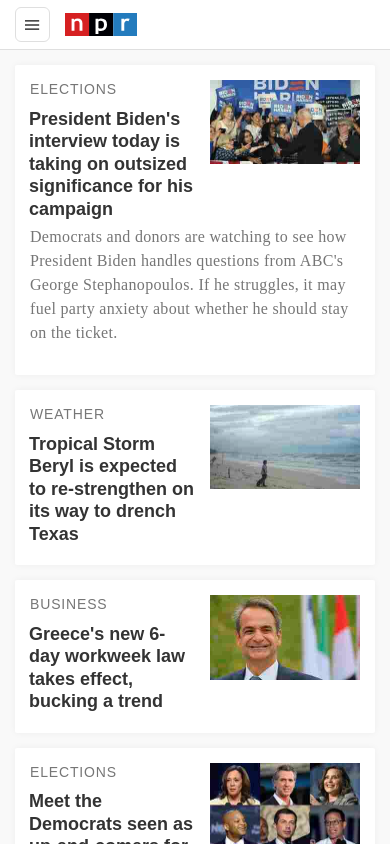 npr
ELECTIONS
President Biden's
interview today is
taking on outsized
significance for his
campaign
Democrats and donors are watching to see how
President Biden handles questions from ABC's
George Stephanopoulos. If he struggles, it may
fuel party anxiety about whether he should stay
on the ticket.
WEATHER
Tropical Storm
Beryl is expected
to re-strengthen on
its way to drench
Texas
BUSINESS
Greece's new 6-
day workweek law
takes effect,
bucking a trend
ELECTIONS
Meet the
Democrats seen as
up-and-comers for